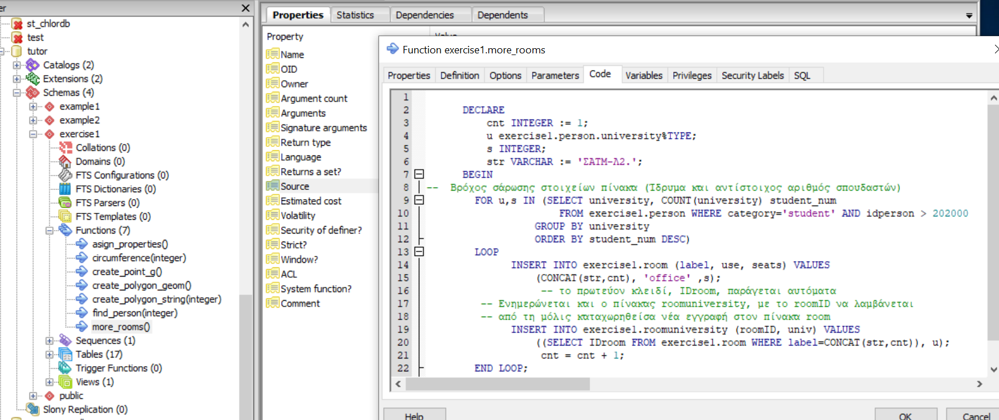 er
st_chlordb
test
tutor
Catalogs (2)
Extensions (2)
Schemas (4)
example1
example2
exercise1
Collations (0)
Domains (0)
FTS Configurations (0)
FTS Dictionaries (0)
FTS Parsers (0)
FTS Templates (0)
Functions (7)
asign_properties()
circumference(integer)
create_point_g()
create_polygon_geom()
create_polygon_string(integer)
find_person(integer)
more_rooms()
Sequences (1)
Tables (17)
Trigger Functions (0)
Views (1)
public
Slony Replication (0)
Properties Statistics Dependencies Dependents
Property Value
Name
OID
Owner
Argument count
Arguments
Signature arguments
Return type
Language
Returns a set?
Source
Estimated cost
Volatility
Security of definer?
Strict?
Window?
ACL
System function?
Comment
Function exercise1.more_rooms
Properties Definition Options Parameters Code Variables Privileges Security Labels SQL
1
2 DECLARE
3 cnt INTEGER := 1;
4 u exercise1.person.university%TYPE;
5 s INTEGER;
6 str VARCHAR := 'ΣΑΤΜ-Λ2.';
7 BEGIN
8 -- Βρόχος σάρωσης στοιχείων πίνακα (Ίδρυμα και αντίστοιχος αριθμός σπουδαστών)
9 FOR u,s IN (SELECT university, COUNT(university) student_num
10 FROM exercise1.person WHERE category='student' AND idperson > 202000
11 GROUP BY university
12 ORDER BY student_num DESC)
13 LOOP
14 INSERT INTO exercise1.room (label, use, seats) VALUES
15 (CONCAT(str,cnt), 'office' ,s);
16 -- το πρωτεύον κλειδί, IDroom, παράγεται αυτόματα
17 -- Ενημερώνεται και ο πίνακας roomuniversity, με το roomID να λαμβάνεται
18 -- από τη μόλις καταχωρηθείσα νέα εγγραφή στον πίνακα room
19 INSERT INTO exercise1.roomuniversity (roomID, univ) VALUES
20 ((SELECT IDroom FROM exercise1.room WHERE label=CONCAT(str,cnt)), u);
21 cnt = cnt + 1;
22 END LOOP;
Help OK Cancel